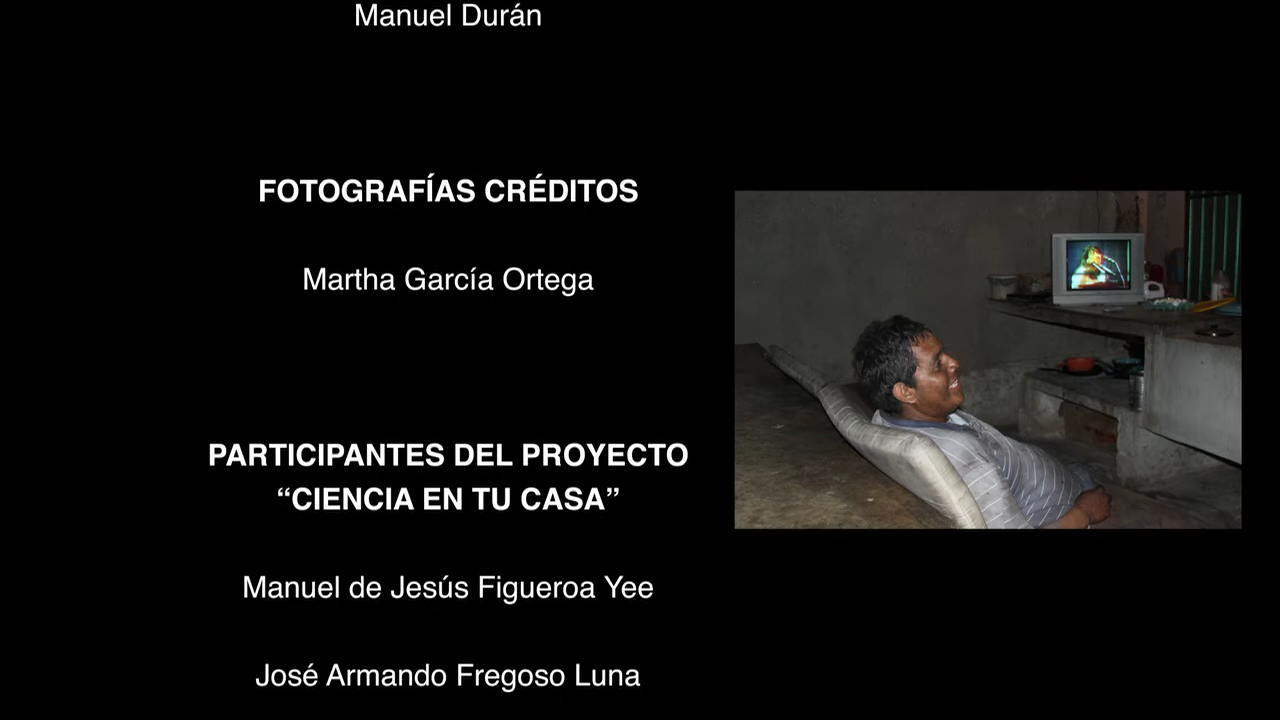 Manuel Durán
FOTOGRAFÍAS CRÉDITOS
Martha García Ortega
PARTICIPANTES DEL PROYECTO
“CIENCIA EN TU CASA”
Manuel de Jesús Figueroa Yee
José Armando Fregoso Luna